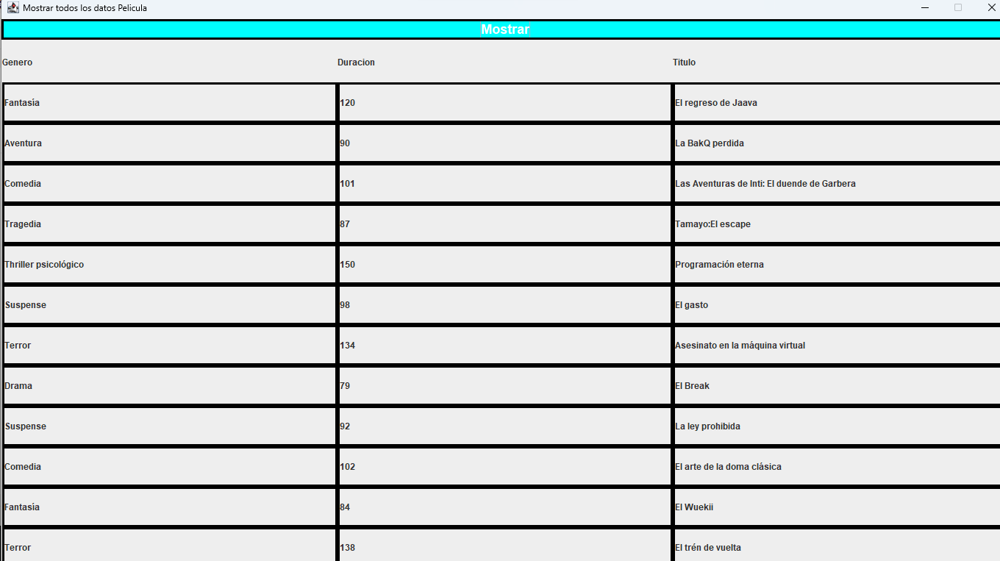 Mostrar todos los datos Pelicula
Mostrar
Genero Duracion Titulo
Fantasía 120 El regreso de Jaava
Aventura 90 La BakQ perdida
Comedia 101 Las Aventuras de Inti: El duende de Garbera
Tragedia 87 Tamayo:El escape
Thriller psicológico 150 Programación eterna
Suspense 98 El gasto
Terror 134 Asesinato en la máquina virtual
Drama 79 El Break
Suspense 92 La ley prohibida
Comedia 102 El arte de la doma clásica
Fantasía 84 El Wuekii
Terror 138 El trén de vuelta